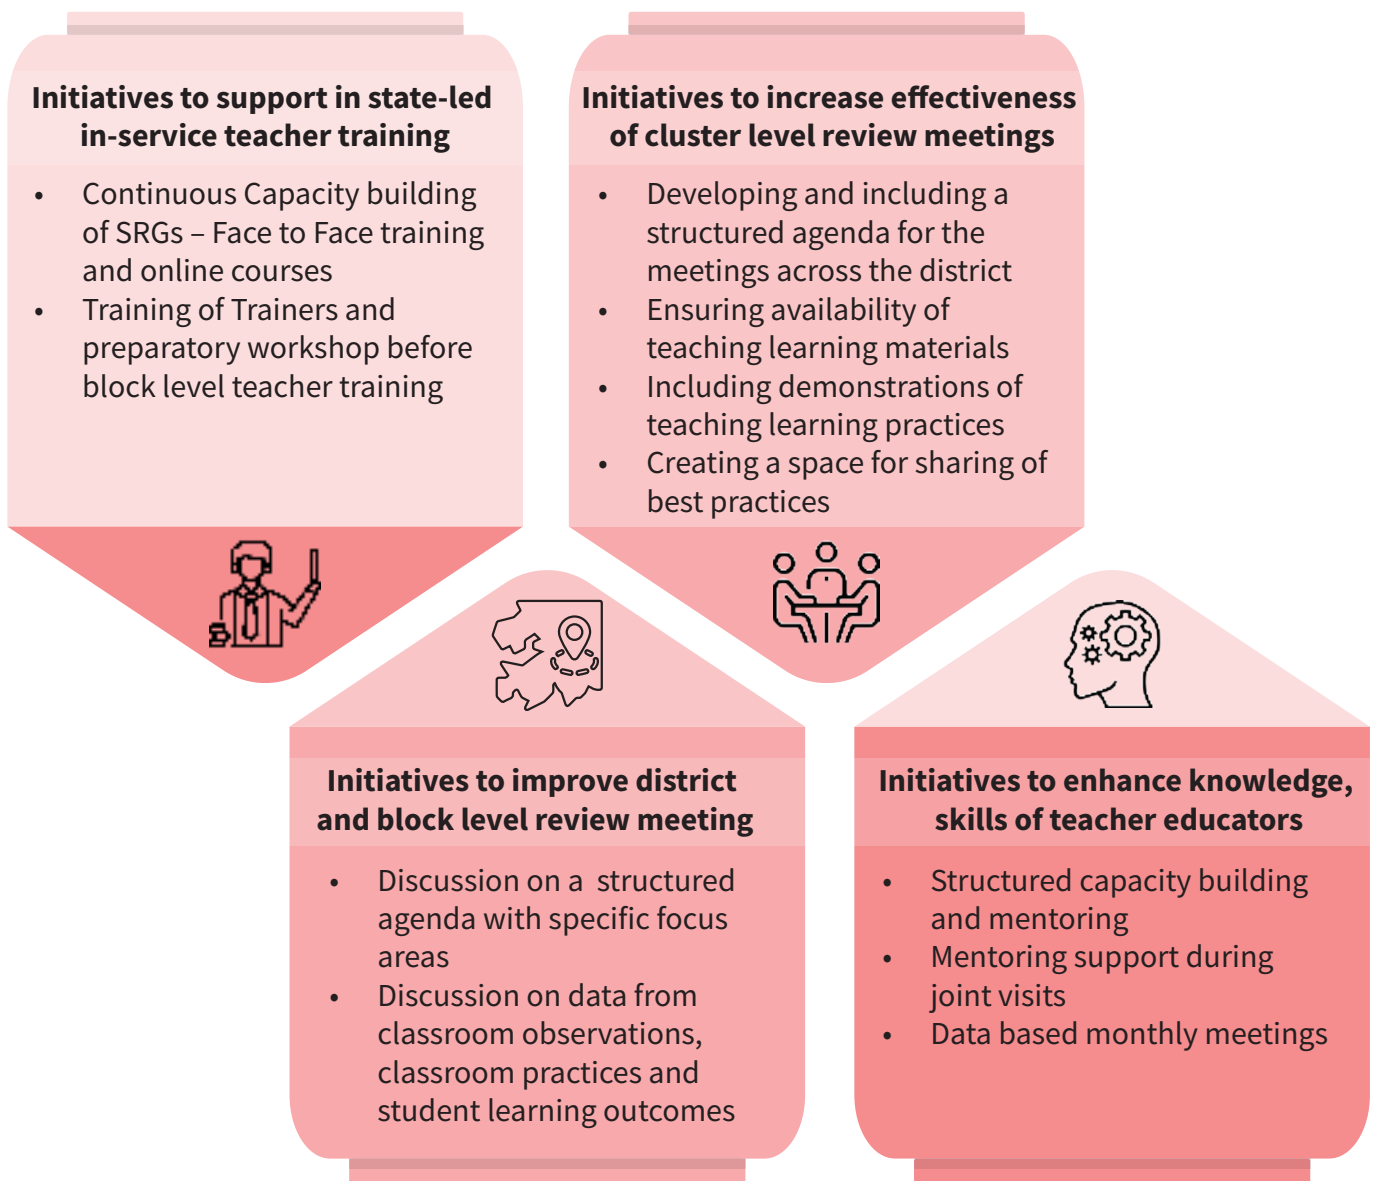 Initiatives to support in state-led
in-service teacher training
• Continuous Capacity building
of SRGs – Face to Face training
and online courses
• Training of Trainers and
preparatory workshop before
block level teacher training
Initiatives to increase effectiveness
of cluster level review meetings
• Developing and including a
structured agenda for the
meetings across the district
• Ensuring availability of
teaching learning materials
• Including demonstrations of
teaching learning practices
• Creating a space for sharing of
best practices
Initiatives to improve district
and block level review meeting
• Discussion on a structured
agenda with specific focus
areas
• Discussion on data from
classroom observations,
classroom practices and
student learning outcomes
Initiatives to enhance knowledge,
skills of teacher educators
• Structured capacity building
and mentoring
• Mentoring support during
joint visits
• Data based monthly meetings